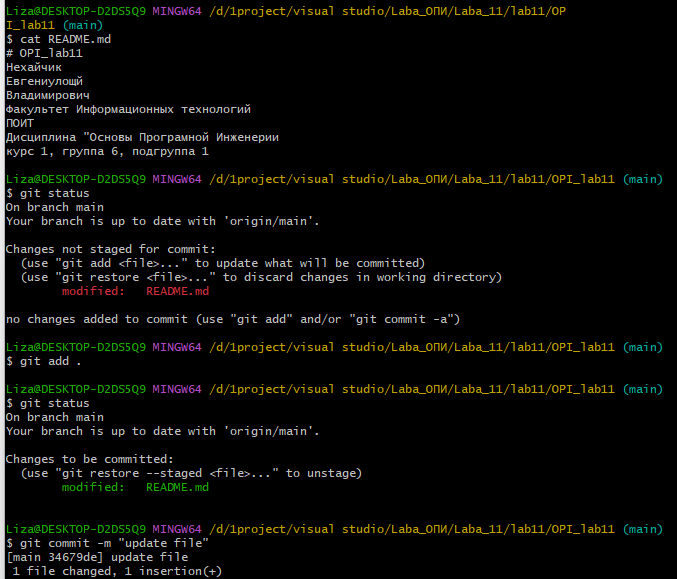 Liza@DESKTOP-D2DS5Q9 MINGW64 /d/1project/visual studio/Laba_ОПИ/Laba_11/lab11/OP
I_lab11 (main)
$ cat README.md
# OPI_lab11
Нехайчик
Евгениулощй
Владимирович
Факультет Информационных технологий
ПОИТ
Дисциплина "Основы Програмной Инженерии
курс 1, группа 6, подгруппа 1

Liza@DESKTOP-D2DS5Q9 MINGW64 /d/1project/visual studio/Laba_ОПИ/Laba_11/lab11/OPI_lab11 (main)
$ git status
On branch main
Your branch is up to date with 'origin/main'.

Changes not staged for commit:
  (use "git add <file>..." to update what will be committed)
  (use "git restore <file>..." to discard changes in working directory)
        modified:   README.md

no changes added to commit (use "git add" and/or "git commit -a")

Liza@DESKTOP-D2DS5Q9 MINGW64 /d/1project/visual studio/Laba_ОПИ/Laba_11/lab11/OPI_lab11 (main)
$ git add .

Liza@DESKTOP-D2DS5Q9 MINGW64 /d/1project/visual studio/Laba_ОПИ/Laba_11/lab11/OPI_lab11 (main)
$ git status
On branch main
Your branch is up to date with 'origin/main'.

Changes to be committed:
  (use "git restore --staged <file>..." to unstage)
        modified:   README.md


Liza@DESKTOP-D2DS5Q9 MINGW64 /d/1project/visual studio/Laba_ОПИ/Laba_11/lab11/OPI_lab11 (main)
$ git commit -m "update file"
[main 34679de] update file
 1 file changed, 1 insertion(+)